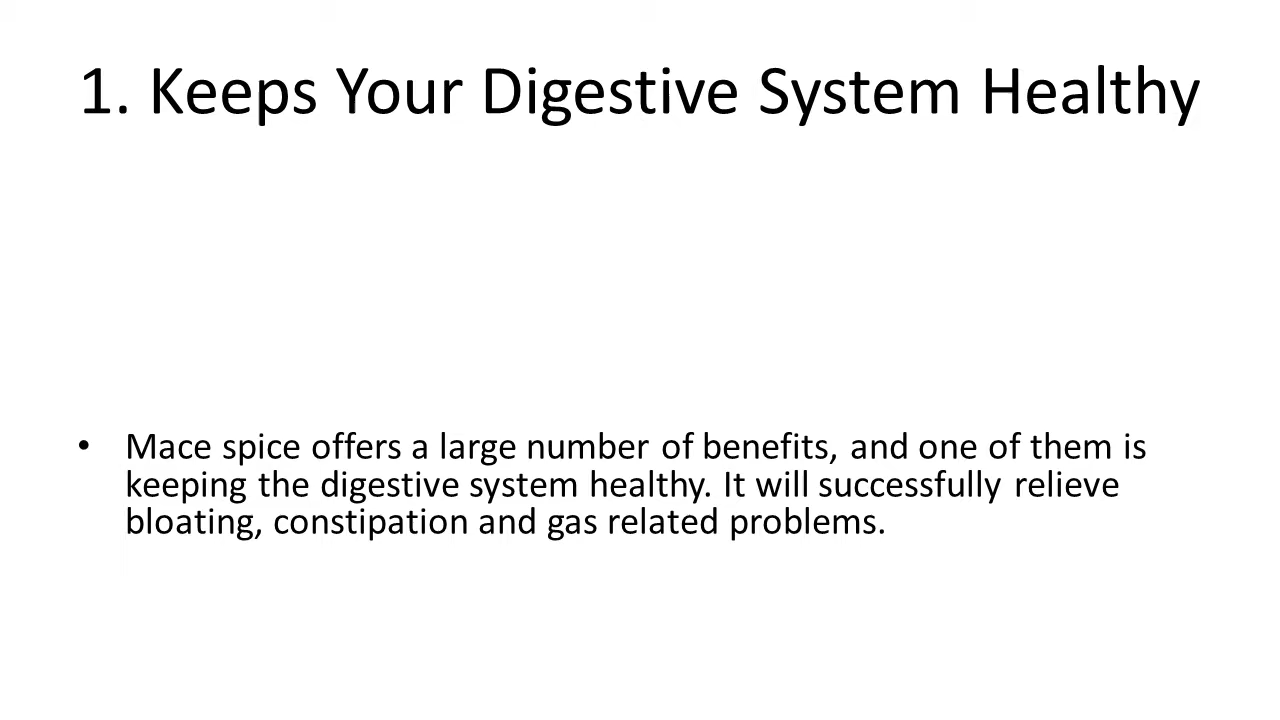 1. Keeps Your Digestive System Healthy
• Mace spice offers a large number of benefits, and one of them is
keeping the digestive system healthy. It will successfully relieve
bloating, constipation and gas related problems.